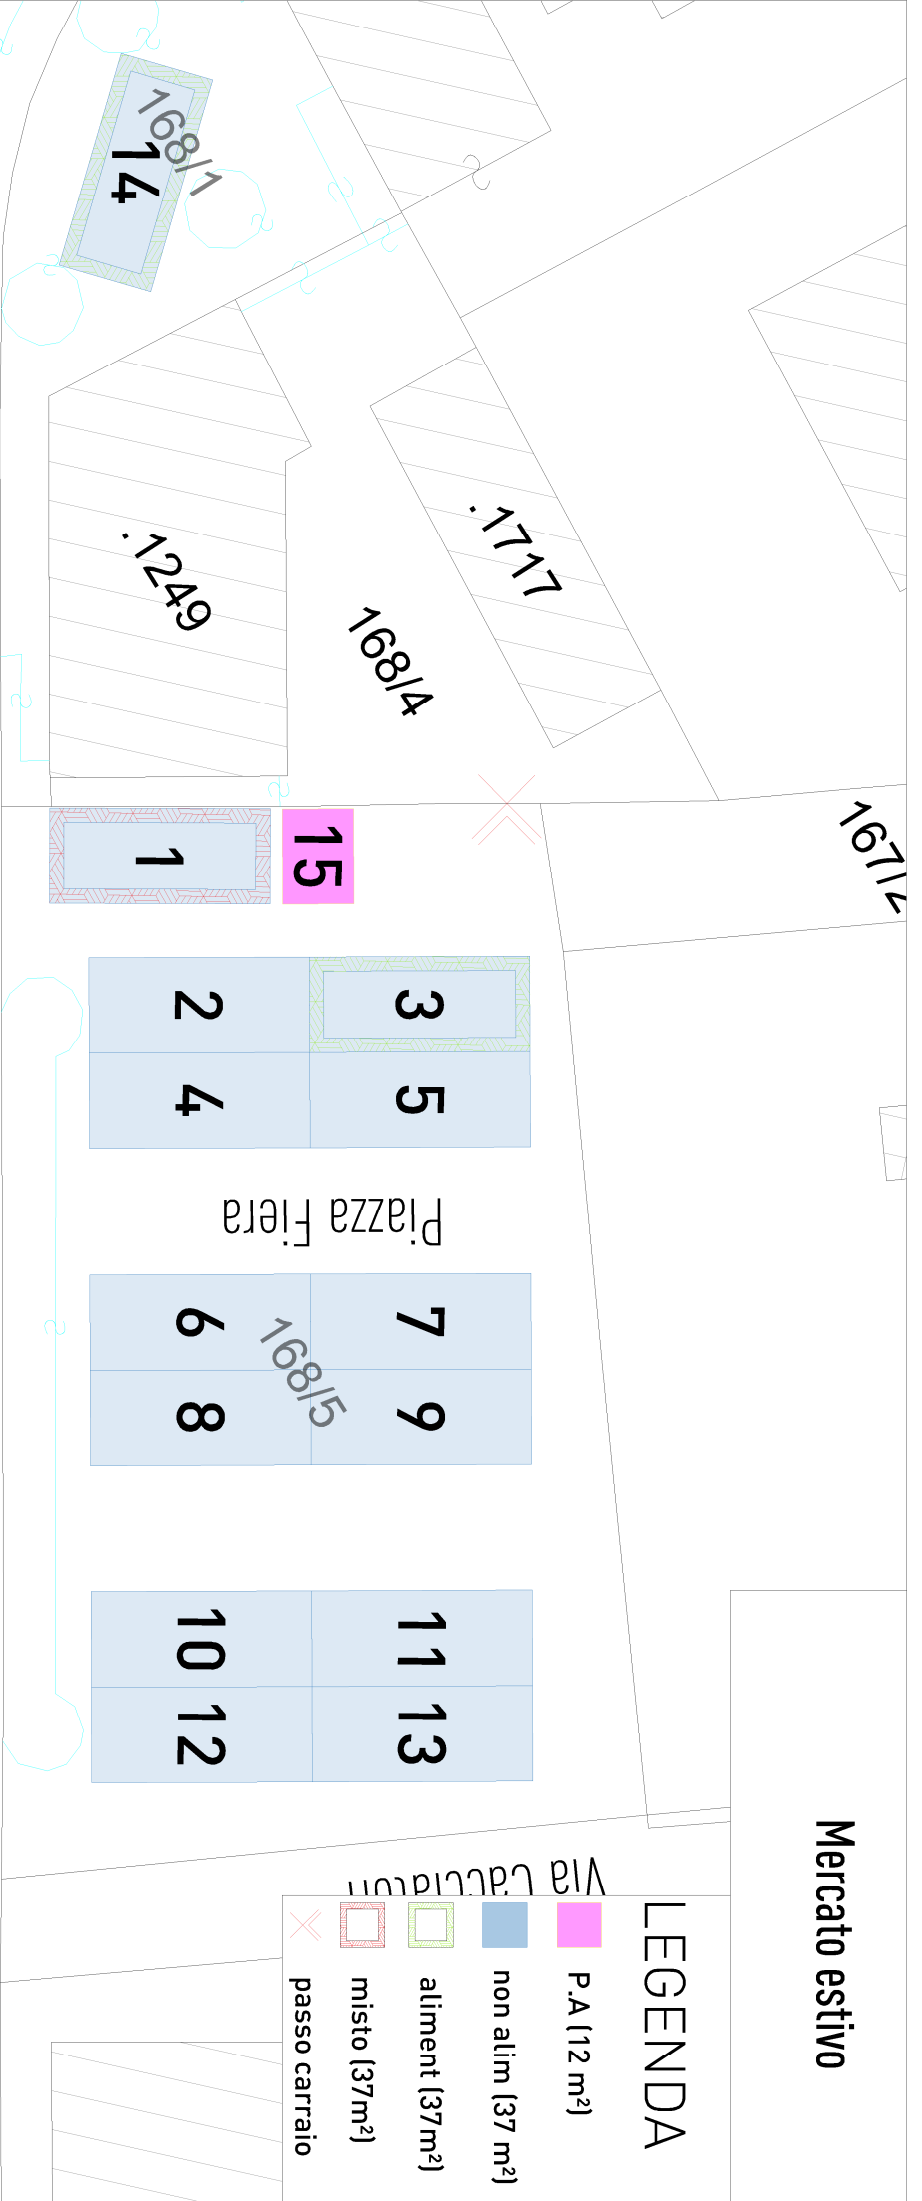 168/1
14
.1249
.1717
168/4
167/2
1
15
2
3
4
5
Piazza Fiera
6
7
168/5
8
9
10
11
12
13
Via Cacciatori
Mercato estivo
LEGENDA
P.A (12 m²)
non alim (37 m²)
aliment (37m²)
misto (37m²)
passo carraio